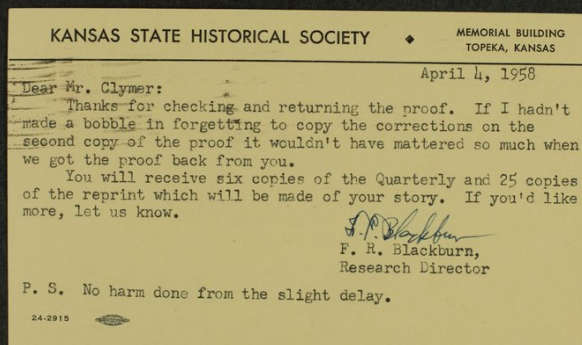 KANSAS STATE HISTORICAL SOCIETY ◆ MEMORIAL BUILDING
TOPEKA, KANSAS
April 4, 1958
Dear Mr. Clymer:
Thanks for checking and returning the proof. If I hadn't
made a bobble in forgetting to copy the corrections on the
second copy of the proof it wouldn't have mattered so much when
we got the proof back from you.
You will receive six copies of the Quarterly and 25 copies
of the reprint which will be made of your story. If you'd like
more, let us know.
F. R. Blackburn
F. R. Blackburn,
Research Director
P. S. No harm done from the slight delay.
24-2915